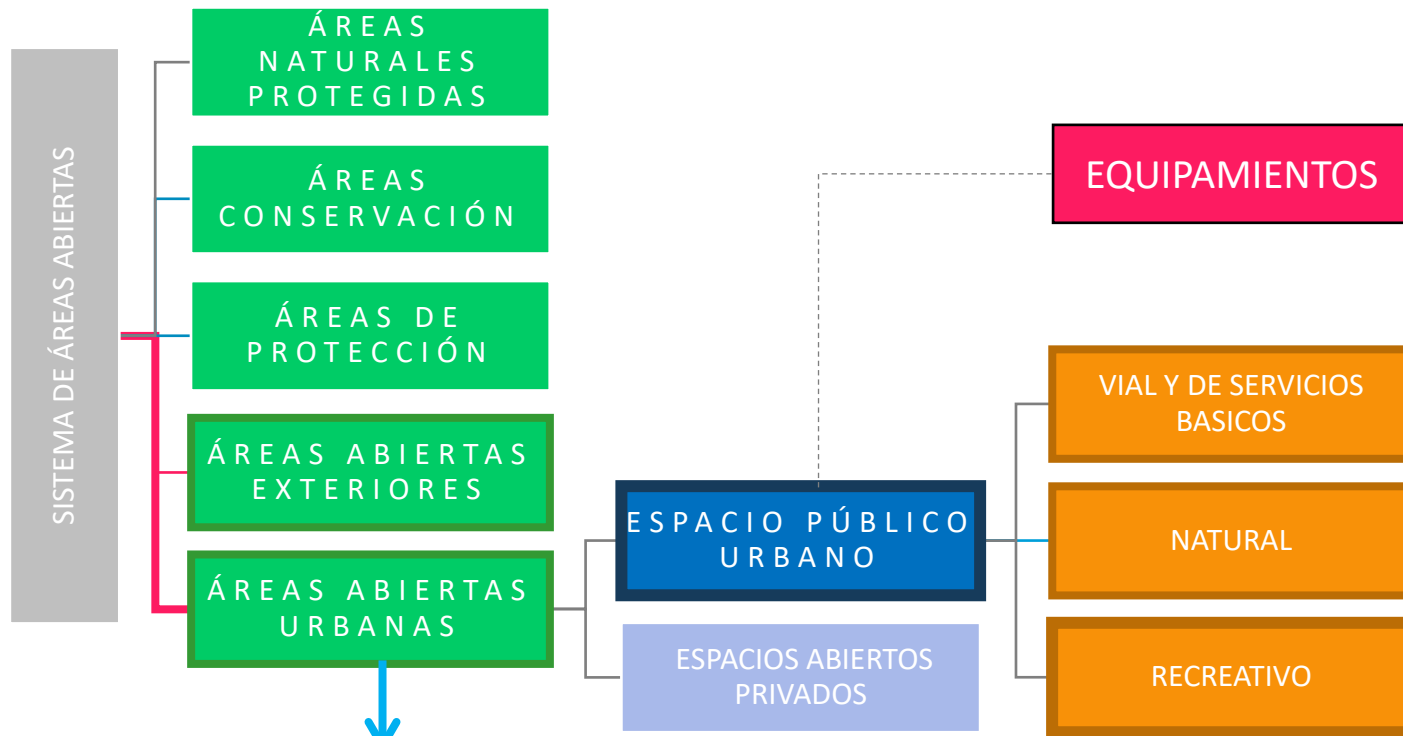 SISTEMA DE ÁREAS ABIERTAS
ÁREAS
NATURALES
PROTEGIDAS
ÁREAS
CONSERVACIÓN
ÁREAS DE
PROTECCIÓN
ÁREAS ABIERTAS
EXTERIORES
ÁREAS ABIERTAS
URBANAS
ESPACIO PÚBLICO
URBANO
ESPACIOS ABIERTOS
PRIVADOS
EQUIPAMIENTOS
VIAL Y DE SERVICIOS
BASICOS
NATURAL
RECREATIVO